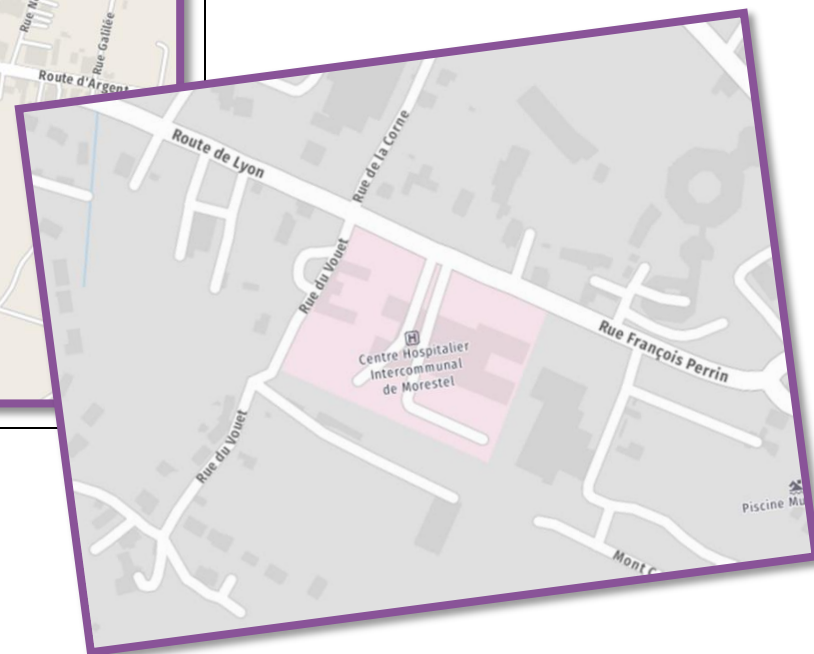 Rue Galilée
Route d'Argent
Route de Lyon
Rue de la Corne
Rue du Vouet
H
Centre Hospitalier
Intercommunal
de Morestel
Rue François Perrin
Rue du Vouet
Piscine
Mont